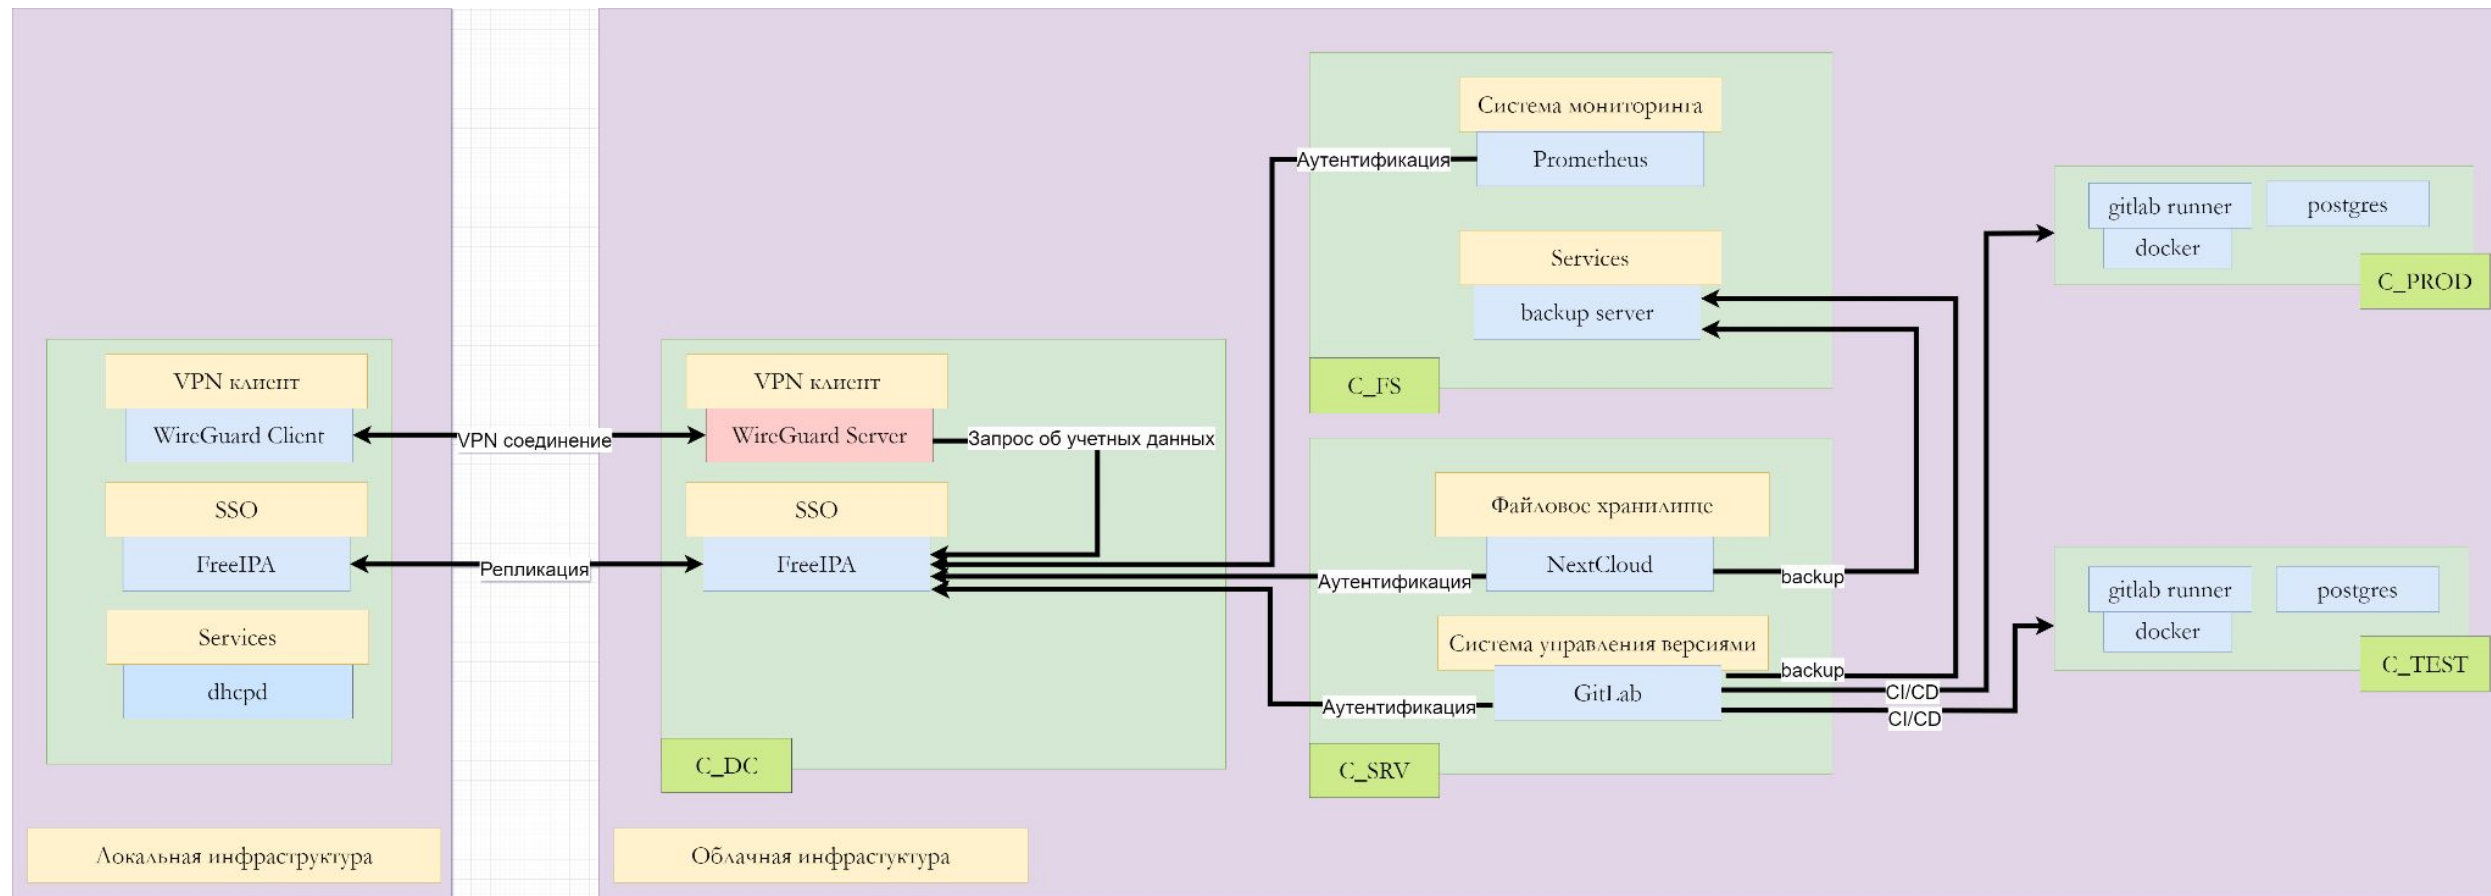 VPN клиент
WireGuard Client
SSO
FreeIPA
Services
dhcpd
Локальная инфраструктура
VPN соединение
Репликация
VPN клиент
WireGuard Server
Запрос об учетных данных
SSO
FreeIPA
C_DC
Облачная инфрастуктура
Система мониторинга
Prometheus
Аутентификация
Services
backup server
C_FS
Файловое хранилище
NextCloud
Аутентификация
backup
Система управления версиями
GitLab
Аутентификация
backup
CI/CD
CI/CD
C_SRV
gitlab runner
postgres
docker
C_PROD
gitlab runner
postgres
docker
C_TEST